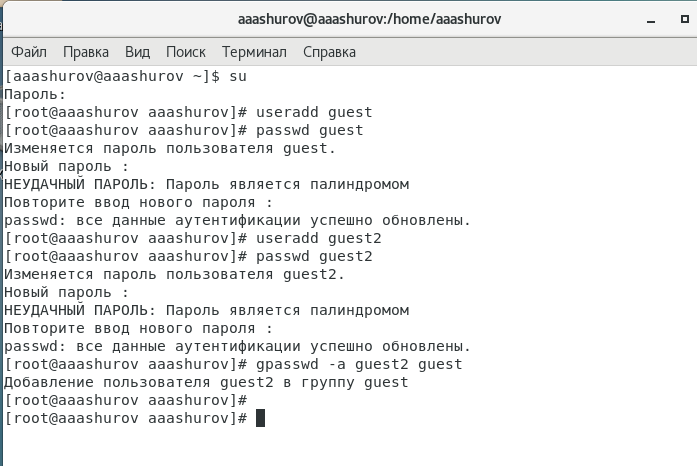 aaashurov@aaashurov:/home/aaashurov
Файл Правка Вид Поиск Терминал Справка
[aaashurov@aaashurov ~]$ su
Пароль:
[root@aaashurov aaashurov]# useradd guest
[root@aaashurov aaashurov]# passwd guest
Изменяется пароль пользователя guest.
Новый пароль :
НЕУДАЧНЫЙ ПАРОЛЬ: Пароль является палиндромом
Повторите ввод нового пароля :
passwd: все данные аутентификации успешно обновлены.
[root@aaashurov aaashurov]# useradd guest2
[root@aaashurov aaashurov]# passwd guest2
Изменяется пароль пользователя guest2.
Новый пароль :
НЕУДАЧНЫЙ ПАРОЛЬ: Пароль является палиндромом
Повторите ввод нового пароля :
passwd: все данные аутентификации успешно обновлены.
[root@aaashurov aaashurov]# gpasswd -a guest2 guest
Добавление пользователя guest2 в группу guest
[root@aaashurov aaashurov]#
[root@aaashurov aaashurov]#